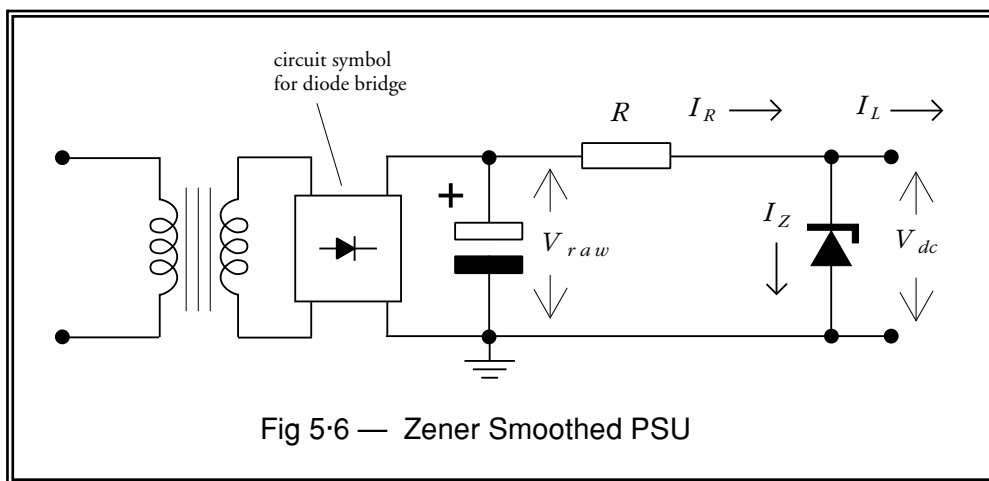 circuit symbol
for diode bridge
R
I_R
I_L
+
V_raw
I_Z
V_dc
Fig 5·6 — Zener Smoothed PSU